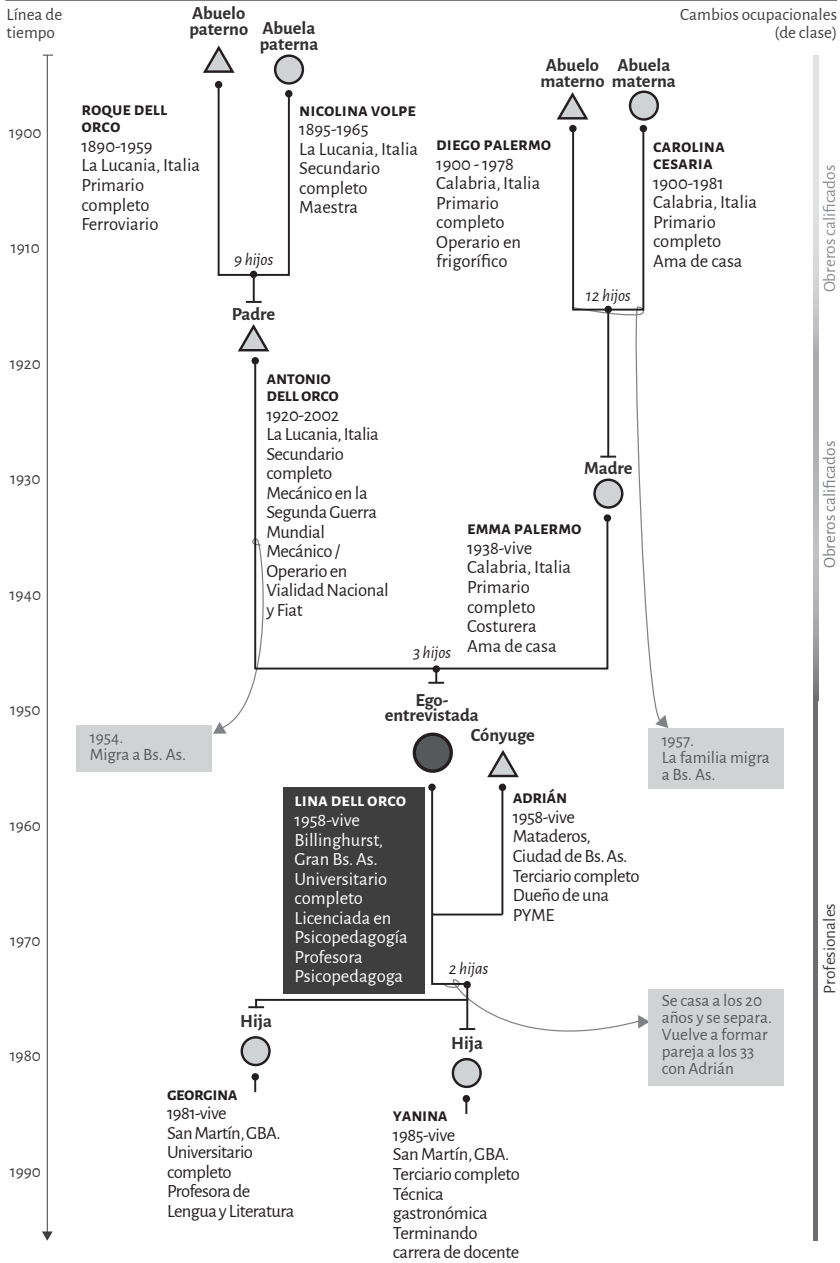 Línea de
tiempo
Cambios ocupacionales
(de clase)
Abuelo
paterno
Abuela
paterna
Abuelo
materno
Abuela
materna
ROQUE DELL
ORCO
1890-1959
La Lucania, Italia
Primario
completo
Ferroviario
NICOLINA VOLPE
1895-1965
La Lucania, Italia
Secundario
completo
Maestra
DIEGO PALERMO
1900 - 1978
Calabria, Italia
Primario
completo
Operario en
frigorífico
CAROLINA
CESARIA
1900-1981
Calabria, Italia
Primario
completo
Ama de casa
9 hijos
12 hijos
Padre
ANTONIO
DELL ORCO
1920-2002
La Lucania, Italia
Secundario
completo
Mecánico en la
Segunda Guerra
Mundial
Mecánico /
Operario en
Vialidad Nacional
y Fiat
Madre
EMMA PALERMO
1938-vive
Calabria, Italia
Primario
completo
Costurera
Ama de casa
3 hijos
1954.
Migra a Bs. As.
1957.
La familia migra
a Bs. As.
Ego-
entrevistada
Cónyuge
LINA DELL ORCO
1958-vive
Billinghurst,
Gran Bs. As.
Universitario
completo
Licenciada en
Psicopedagogía
Profesora
Psicopedagoga
ADRIÁN
1958-vive
Mataderos,
Ciudad de Bs. As.
Terciario completo
Dueño de una
PYME
2 hijas
Se casa a los 20
años y se separa.
Vuelve a formar
pareja a los 33
con Adrián
Hija
GEORGINA
1981-vive
San Martín, GBA.
Universitario
completo
Profesora de
Lengua y Literatura
Hija
YANINA
1985-vive
San Martín, GBA.
Terciario completo
Técnica
gastronómica
Terminando
carrera de docente
1900
1910
1920
1930
1940
1950
1960
1970
1980
1990
Obreros calificados
Obreros calificados
Profesionales